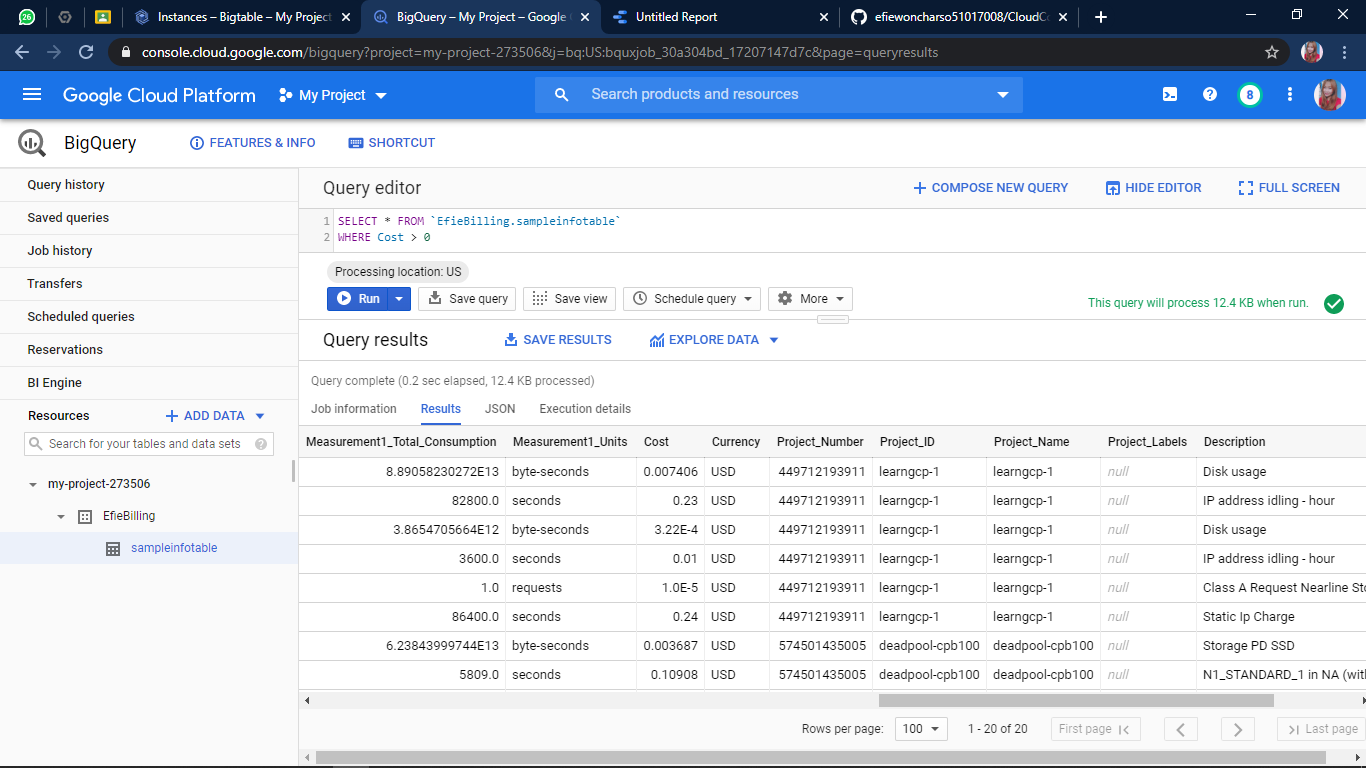 26
Instances – Bigtable – My Project
BigQuery – My Project – Google C
Untitled Report
efiewoncharso51017008/CloudCo
console.cloud.google.com/bigquery?project=my-project-273506&j=bq:US:bquxjob_30a304bd_17207147d7c&page=queryresults
Google Cloud Platform
My Project
Search products and resources
8
BigQuery
FEATURES & INFO
SHORTCUT
Query history
Saved queries
Job history
Transfers
Scheduled queries
Reservations
BI Engine
Resources
ADD DATA
Search for your tables and data sets
my-project-273506
EfieBilling
sampleinfotable
Query editor
COMPOSE NEW QUERY
HIDE EDITOR
FULL SCREEN
1 SELECT * FROM `EfieBilling.sampleinfotable`
2 WHERE Cost > 0
Processing location: US
Run
Save query
Save view
Schedule query
More
This query will process 12.4 KB when run.
Query results
SAVE RESULTS
EXPLORE DATA
Query complete (0.2 sec elapsed, 12.4 KB processed)
Job information Results JSON Execution details
Measurement1_Total_Consumption Measurement1_Units Cost Currency Project_Number Project_ID Project_Name Project_Labels Description
8.89058230272E13 byte-seconds 0.007406 USD 449712193911 learngcp-1 learngcp-1 null Disk usage
82800.0 seconds 0.23 USD 449712193911 learngcp-1 learngcp-1 null IP address idling - hour
3.8654705664E12 byte-seconds 3.22E-4 USD 449712193911 learngcp-1 learngcp-1 null Disk usage
3600.0 seconds 0.01 USD 449712193911 learngcp-1 learngcp-1 null IP address idling - hour
1.0 requests 1.0E-5 USD 449712193911 learngcp-1 learngcp-1 null Class A Request Nearline Sto
86400.0 seconds 0.24 USD 449712193911 learngcp-1 learngcp-1 null Static Ip Charge
6.23843999744E13 byte-seconds 0.003687 USD 574501435005 deadpool-cpb100 deadpool-cpb100 null Storage PD SSD
5809.0 seconds 0.10908 USD 574501435005 deadpool-cpb100 deadpool-cpb100 null N1_STANDARD_1 in NA (with
Rows per page: 100 1 - 20 of 20 First page Last page